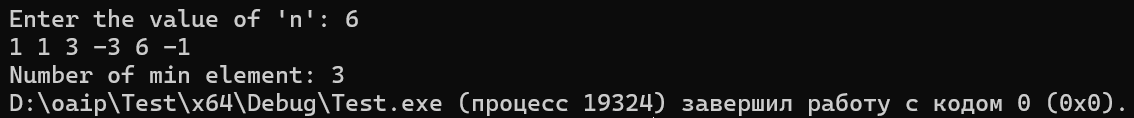 Enter the value of 'n': 6
1 1 3 -3 6 -1
Number of min element: 3
D:\oaip\Test\x64\Debug\Test.exe (процесс 19324) завершил работу с кодом 0 (0x0).